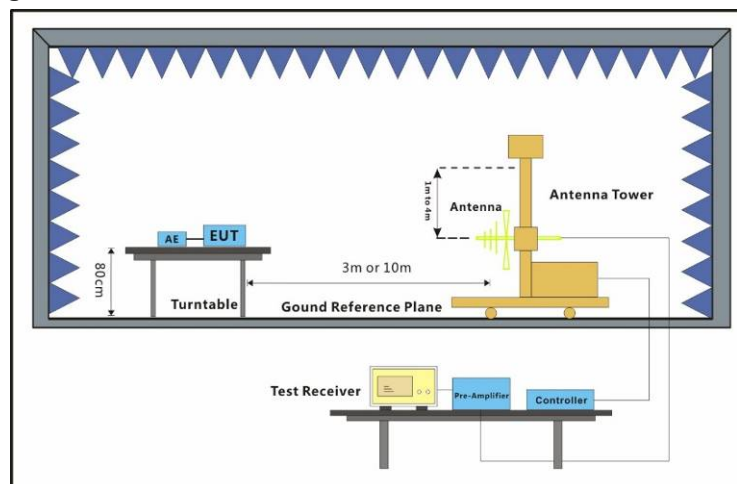 1m to 4m
Antenna
Antenna Tower
AE
EUT
80cm
3m or 10m
Turntable
Gound Reference Plane
Test Receiver
Pre-Amplifier
Controller